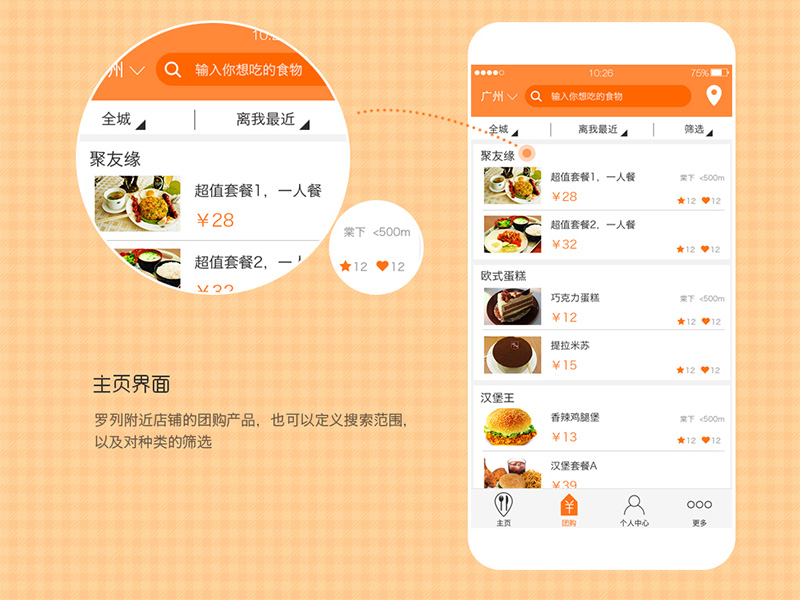 10:2
州
输入你想吃的食物
全城
离我最近
聚友缘
超值套餐1，一人餐
￥28
超值套餐2，一
￥32
棠下 <500m
12 12
主页界面
罗列附近店铺的团购产品，也可以定义搜索范围，
以及对种类的筛选
10:26
75%
广州
输入你想吃的食物
全城
离我最近
筛选
聚友缘
超值套餐1，一人餐
棠下 <500m
￥28
12 12
超值套餐2，一人餐
￥32
12 12
欧式蛋糕
巧克力蛋糕
棠下 <500m
￥12
12 12
提拉米苏
￥15
12 12
汉堡王
香辣鸡腿堡
棠下 <500m
￥13
12 12
汉堡套餐A
￥39
主页
团购
个人中心
更多